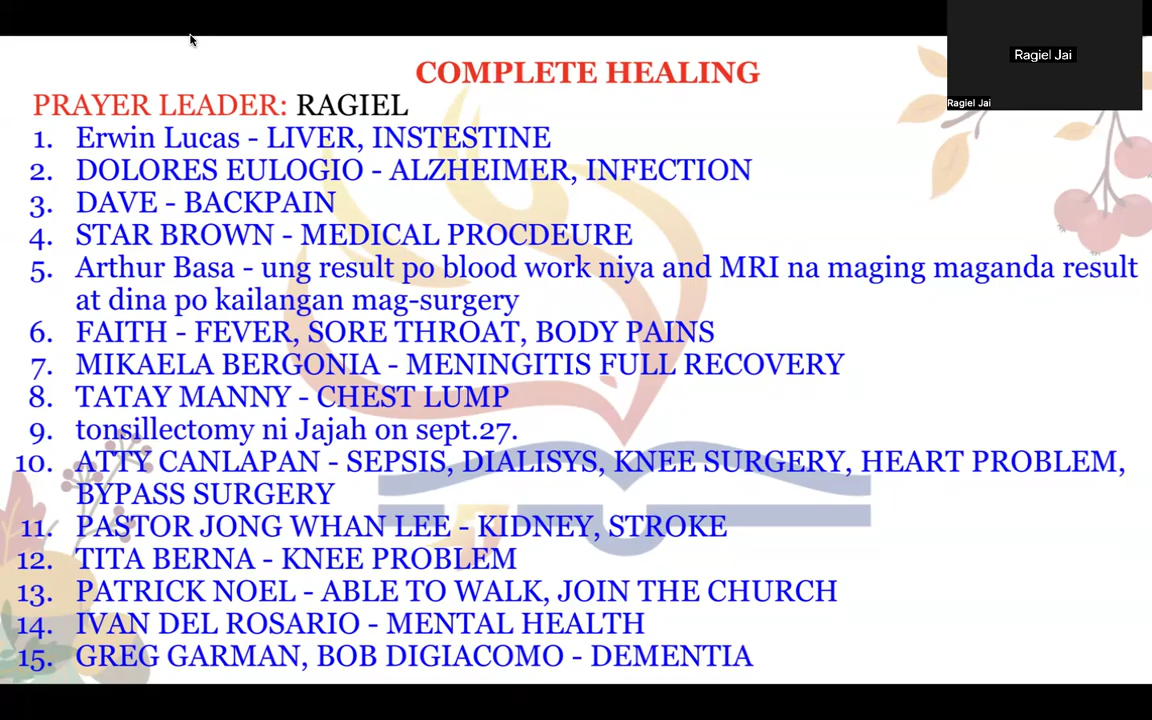 Ragiel Jai
Ragiel Jai
COMPLETE HEALING
PRAYER LEADER: RAGIEL
1. Erwin Lucas - LIVER, INSTESTINE
2. DOLORES EULOGIO - ALZHEIMER, INFECTION
3. DAVE - BACKPAIN
4. STAR BROWN - MEDICAL PROCDEURE
5. Arthur Basa - ung result po blood work niya and MRI na maging maganda result
at dina po kailangan mag-surgery
6. FAITH - FEVER, SORE THROAT, BODY PAINS
7. MIKAELA BERGONIA - MENINGITIS FULL RECOVERY
8. TATAY MANNY - CHEST LUMP
9. tonsillectomy ni Jajah on sept.27.
10. ATTY CANLAPAN - SEPSIS, DIALISYS, KNEE SURGERY, HEART PROBLEM,
BYPASS SURGERY
11. PASTOR JONG WHAN LEE - KIDNEY, STROKE
12. TITA BERNA - KNEE PROBLEM
13. PATRICK NOEL - ABLE TO WALK, JOIN THE CHURCH
14. IVAN DEL ROSARIO - MENTAL HEALTH
15. GREG GARMAN, BOB DIGIACOMO - DEMENTIA